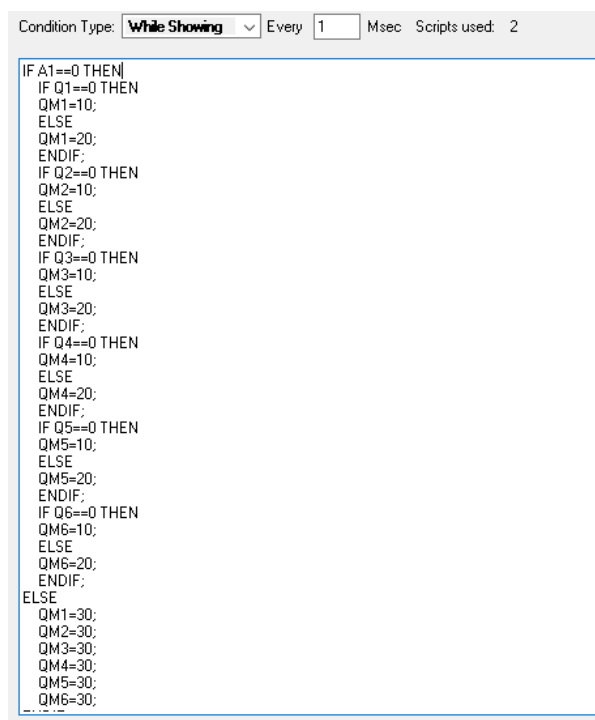 Condition Type: While Showing Every 1 Msec Scripts used: 2
IF A1==0 THEN
IF Q1==0 THEN
QM1=10;
ELSE
QM1=20;
ENDIF;
IF Q2==0 THEN
QM2=10;
ELSE
QM2=20;
ENDIF;
IF Q3==0 THEN
QM3=10;
ELSE
QM3=20;
ENDIF;
IF Q4==0 THEN
QM4=10;
ELSE
QM4=20;
ENDIF;
IF Q5==0 THEN
QM5=10;
ELSE
QM5=20;
ENDIF;
IF Q6==0 THEN
QM6=10;
ELSE
QM6=20;
ENDIF;
ELSE
QM1=30;
QM2=30;
QM3=30;
QM4=30;
QM5=30;
QM6=30;